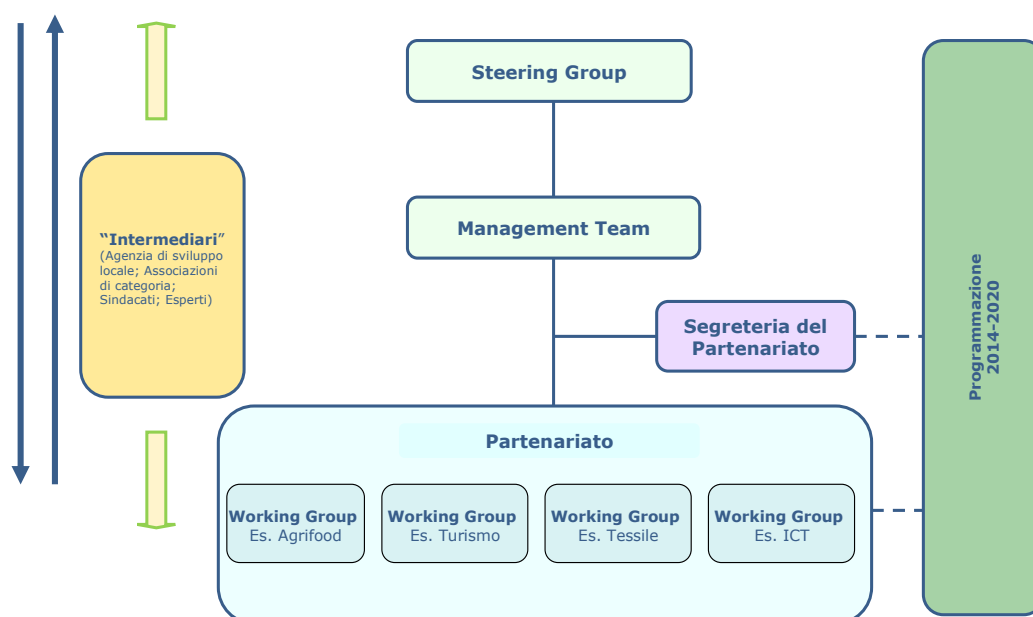 Steering Group
Management Team
"Intermediari"
(Agenzia di sviluppo
locale; Associazioni
di categoria;
Sindacati; Esperti)
Segreteria del
Partenariato
Programmazione
2014-2020
Partenariato
Working Group
Es. Agrifood
Working Group
Es. Turismo
Working Group
Es. Tessile
Working Group
Es. ICT